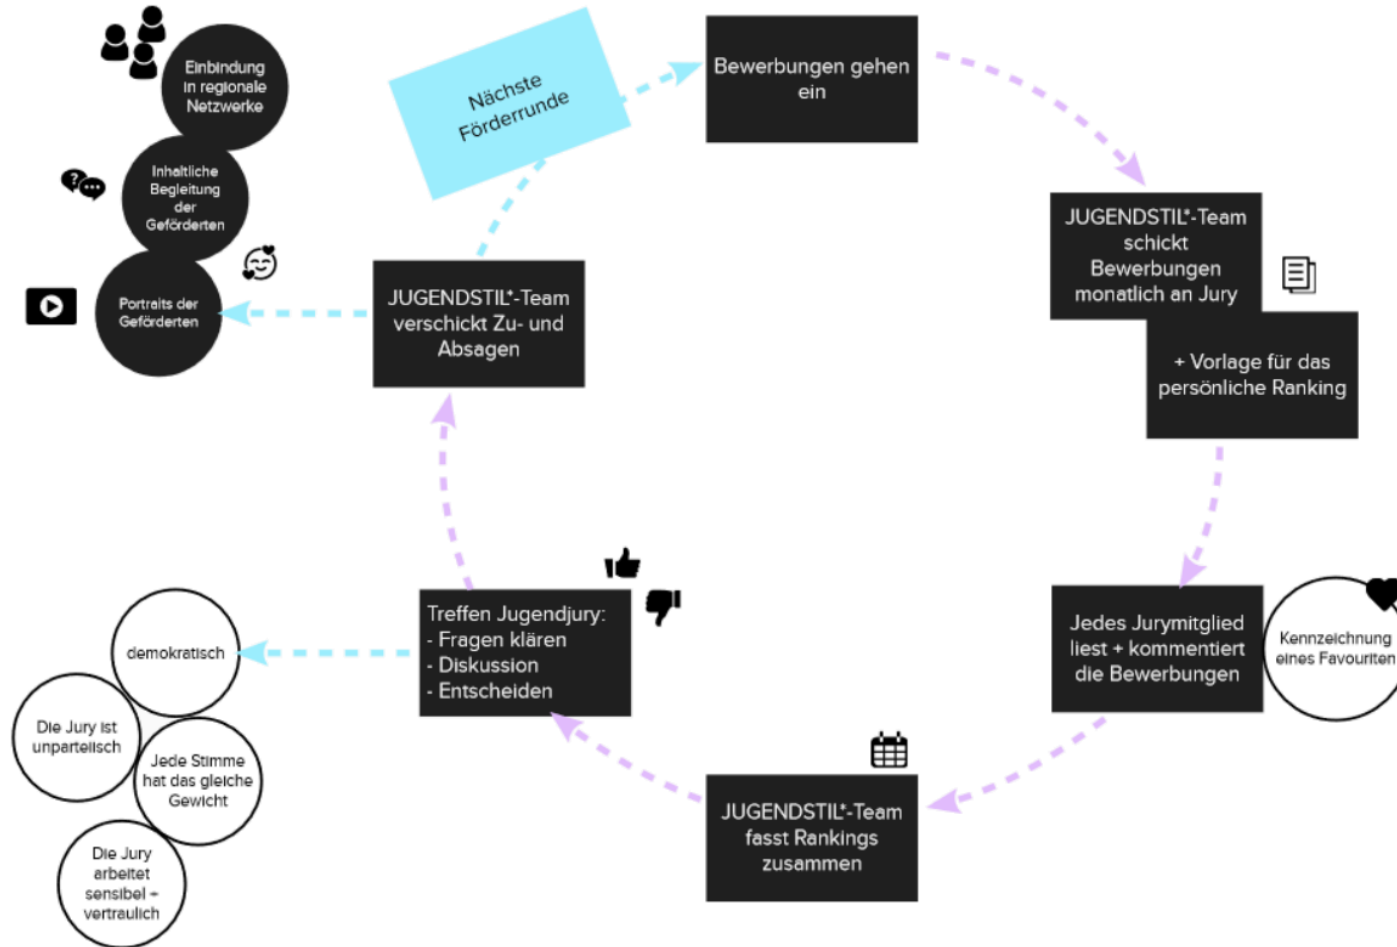 Bewerbungen gehen
ein
JUGENDSTIL*-Team
schickt
Bewerbungen
monatlich an Jury
+ Vorlage für das
persönliche Ranking
Jedes Jurymitglied
liest + kommentiert
die Bewerbungen
Kennzeichnung
eines Favouriten
JUGENDSTIL*-Team
fasst Rankings
zusammen
Treffen Jugendjury:
- Fragen klären
- Diskussion
- Entscheiden
demokratisch
Die Jury ist
unparteiisch
Jede Stimme
hat das gleiche
Gewicht
Die Jury
arbeitet
sensibel +
vertraulich
JUGENDSTIL*-Team
verschickt Zu- und
Absagen
Portraits der
Geförderten
Inhaltliche
Begleitung
der
Geförderten
Einbindung
in regionale
Netzwerke
Nächste
Förderrunde